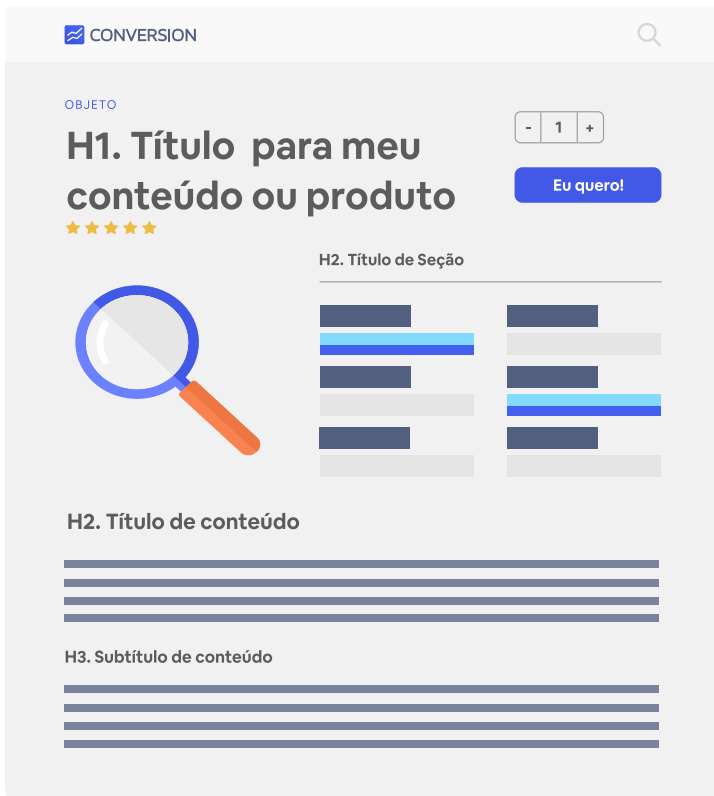 CONVERSION
OBJETO
H1. Título para meu
conteúdo ou produto
- 1 +
Eu quero!
H2. Título de Seção
H2. Título de conteúdo
H3. Subtítulo de conteúdo